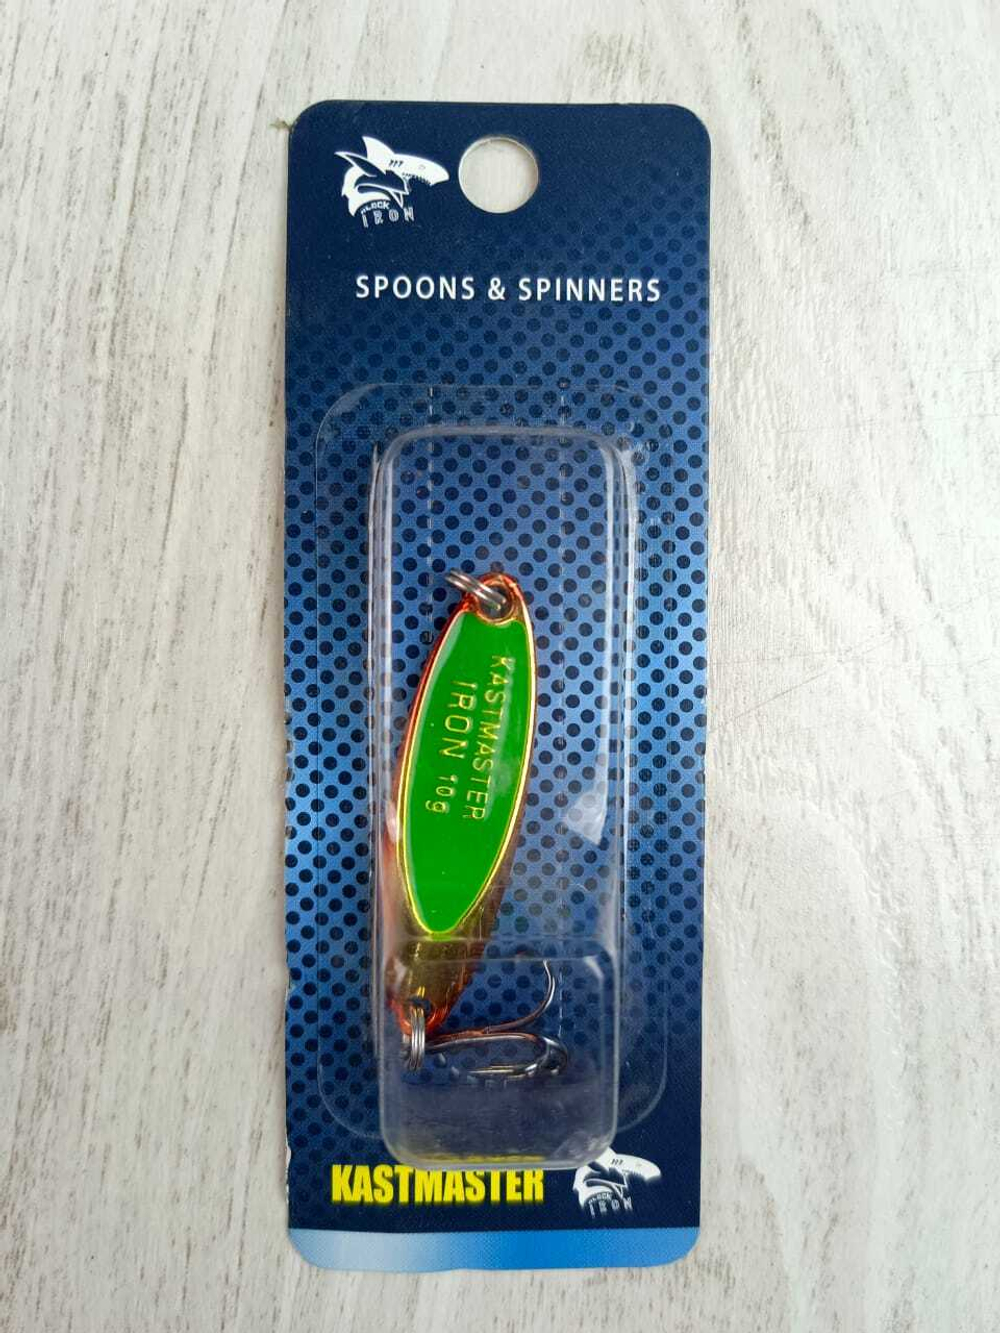 BLACK
IRON
SPOONS & SPINNERS
KASTMASTER
IRON 10g
KASTMASTER
BLACK
IRON